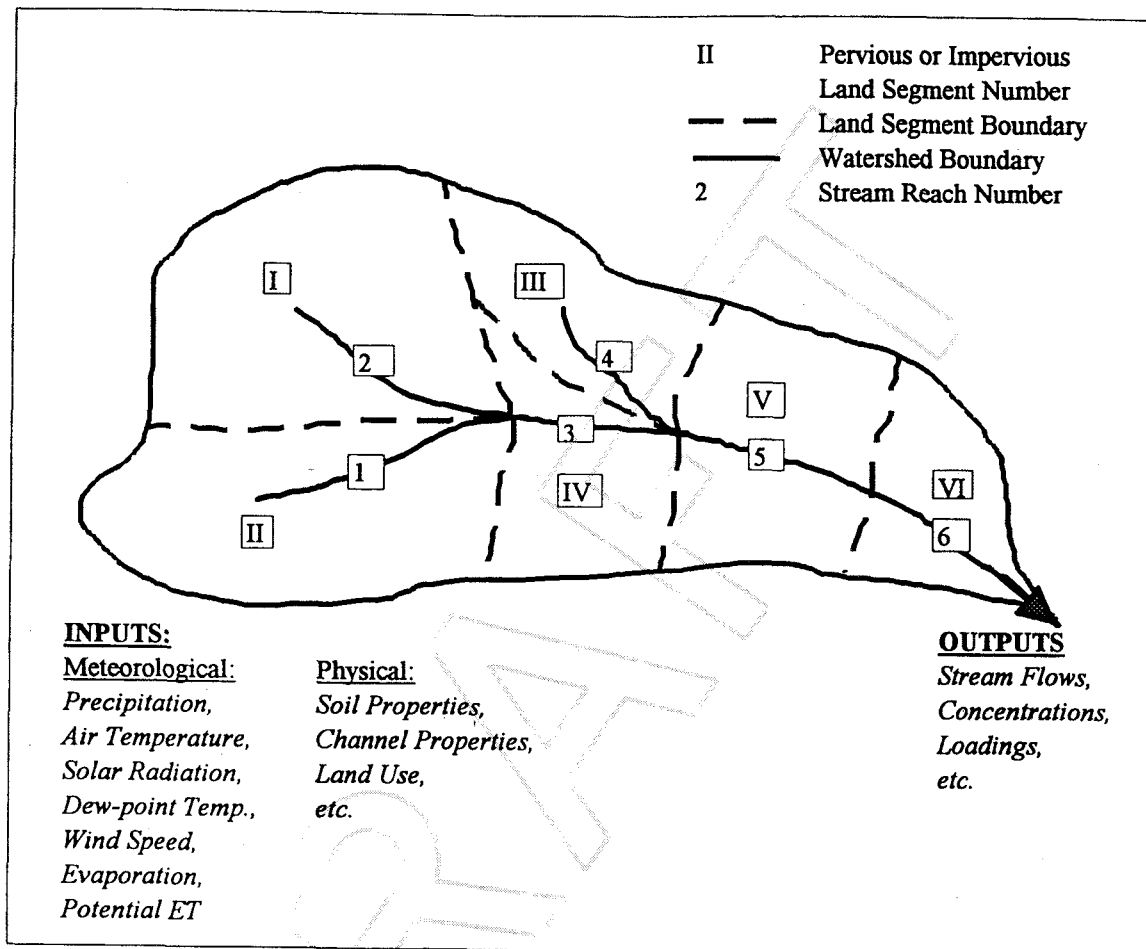 II Pervious or Impervious
Land Segment Number
Land Segment Boundary
Watershed Boundary
2 Stream Reach Number
I
III
2
4
V
3
5
1
IV
VI
II
6
INPUTS:
Meteorological:
Precipitation,
Air Temperature,
Solar Radiation,
Dew-point Temp.,
Wind Speed,
Evaporation,
Potential ET
Physical:
Soil Properties,
Channel Properties,
Land Use,
etc.
OUTPUTS
Stream Flows,
Concentrations,
Loadings,
etc.
DRAFT